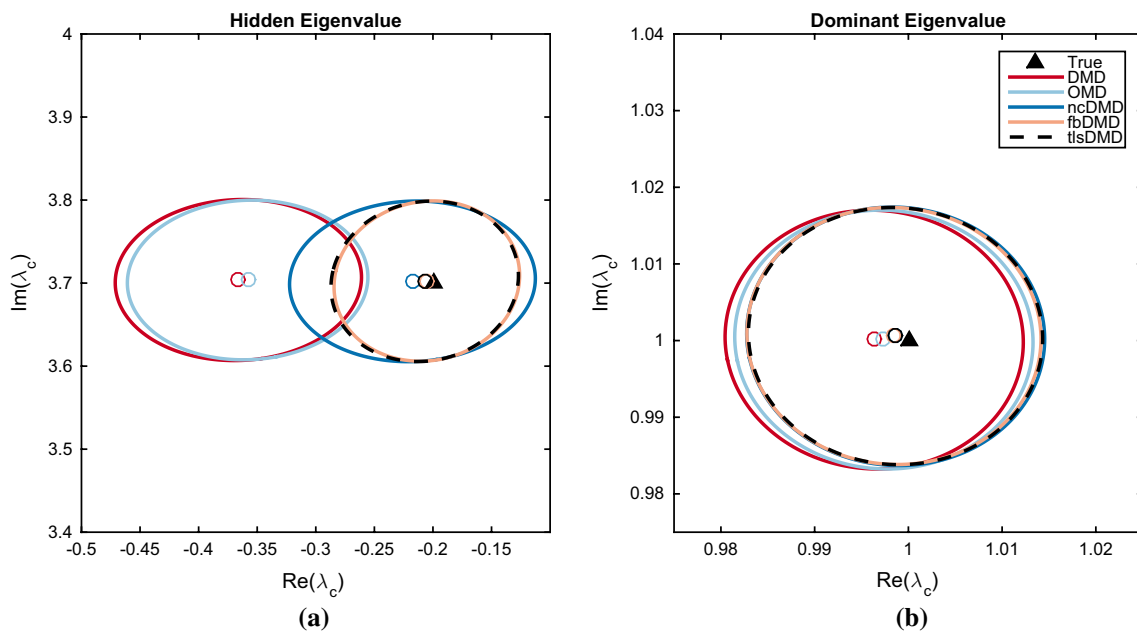 Hidden Eigenvalue
4
3.9
3.8
3.7
3.6
3.5
3.4
Im(λc)
-0.5 -0.45 -0.4 -0.35 -0.3 -0.25 -0.2 -0.15
Re(λc)
(a)
Dominant Eigenvalue
1.04
1.03
1.02
1.01
1
0.99
0.98
Im(λc)
True
DMD
OMD
ncDMD
fbDMD
tlsDMD
0.98 0.99 1 1.01 1.02
Re(λc)
(b)